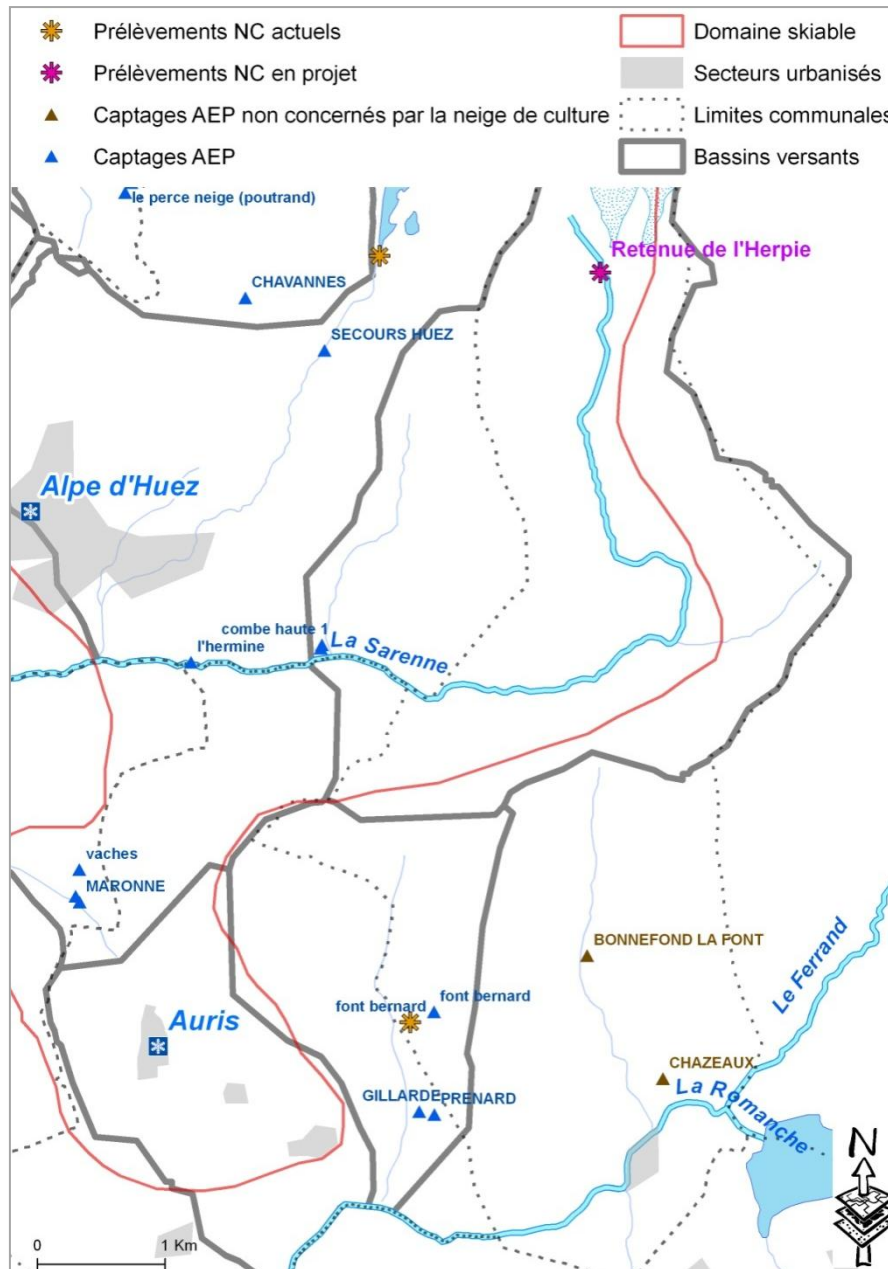 Prélèvements NC actuels
Prélèvements NC en projet
Captages AEP non concernés par la neige de culture
Captages AEP
Domaine skiable
Secteurs urbanisés
Limites communales
Bassins versants
le perce neige (poutrand)
Retenue de l'Herpie
CHAVANNES
SECOURS HUEZ
Alpe d'Huez
combe haute 1
La Sarenne
l'hermine
vaches
MARONNE
BONNEFOND LA FONT
Le Ferrand
font bernard
font bernard
Auris
CHAZEAUX
La Romanche
GILLARDE
PRENARD
N
0
1 Km